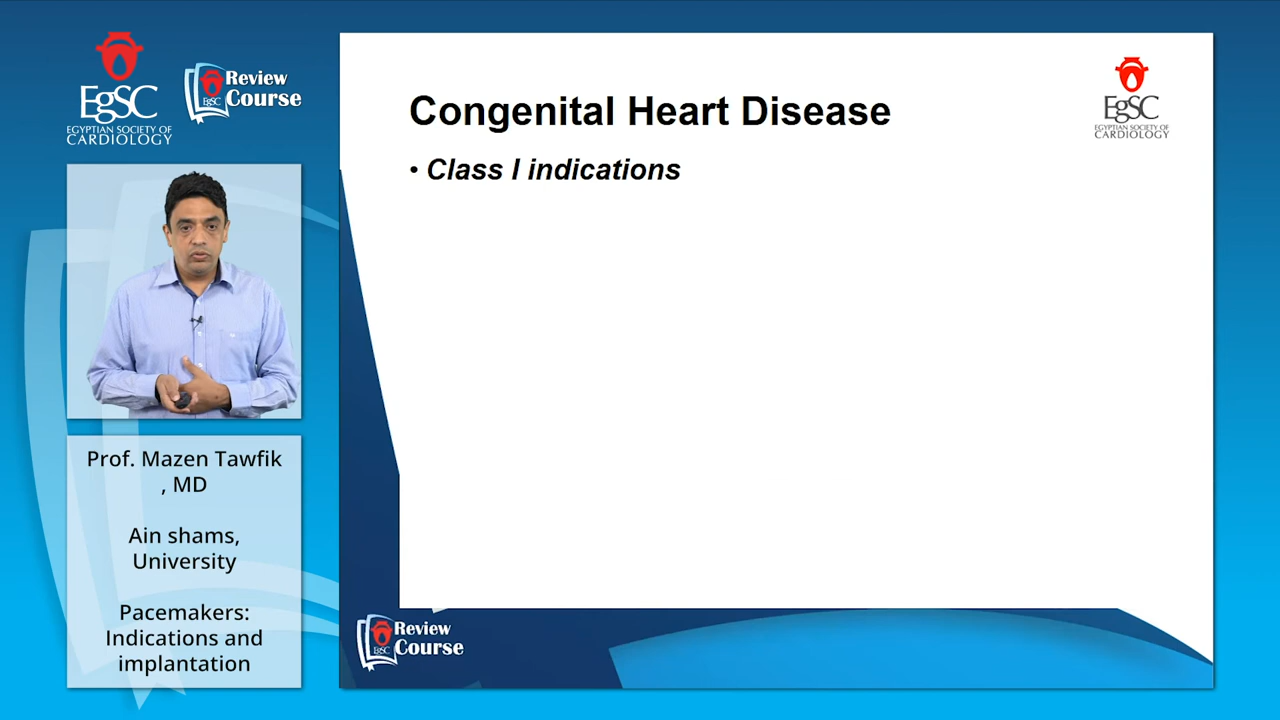 EgSC
EGYPTIAN SOCIETY OF
CARDIOLOGY
EgSC
Review
Course
Prof. Mazen Tawfik
, MD
Ain shams,
University
Pacemakers:
Indications and
implantation
Congenital Heart Disease
• Class I indications
EgSC
EGYPTIAN SOCIETY OF
CARDIOLOGY
EgSC
Review
Course